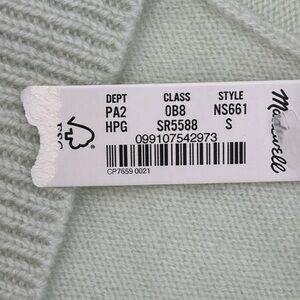 DEPT CLASS STYLE
PA2 0B8 NS661
HPG SR5588 S
099107542973
CP7659 0021
Madewell